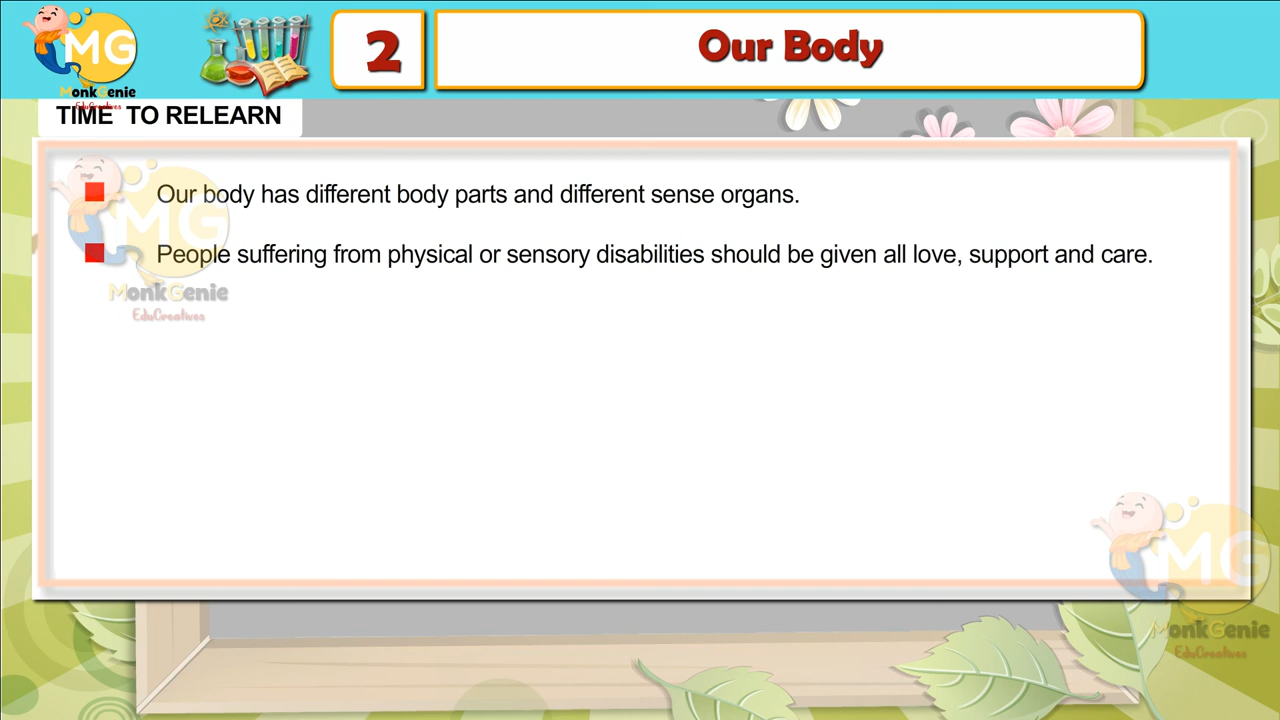 MG
MonkGenie
EduCreatives
2
Our Body
TIME TO RELEARN
Our body has different body parts and different sense organs.
People suffering from physical or sensory disabilities should be given all love, support and care.
MG
MonkGenie
EduCreatives
MG
MonkGenie
EduCreatives